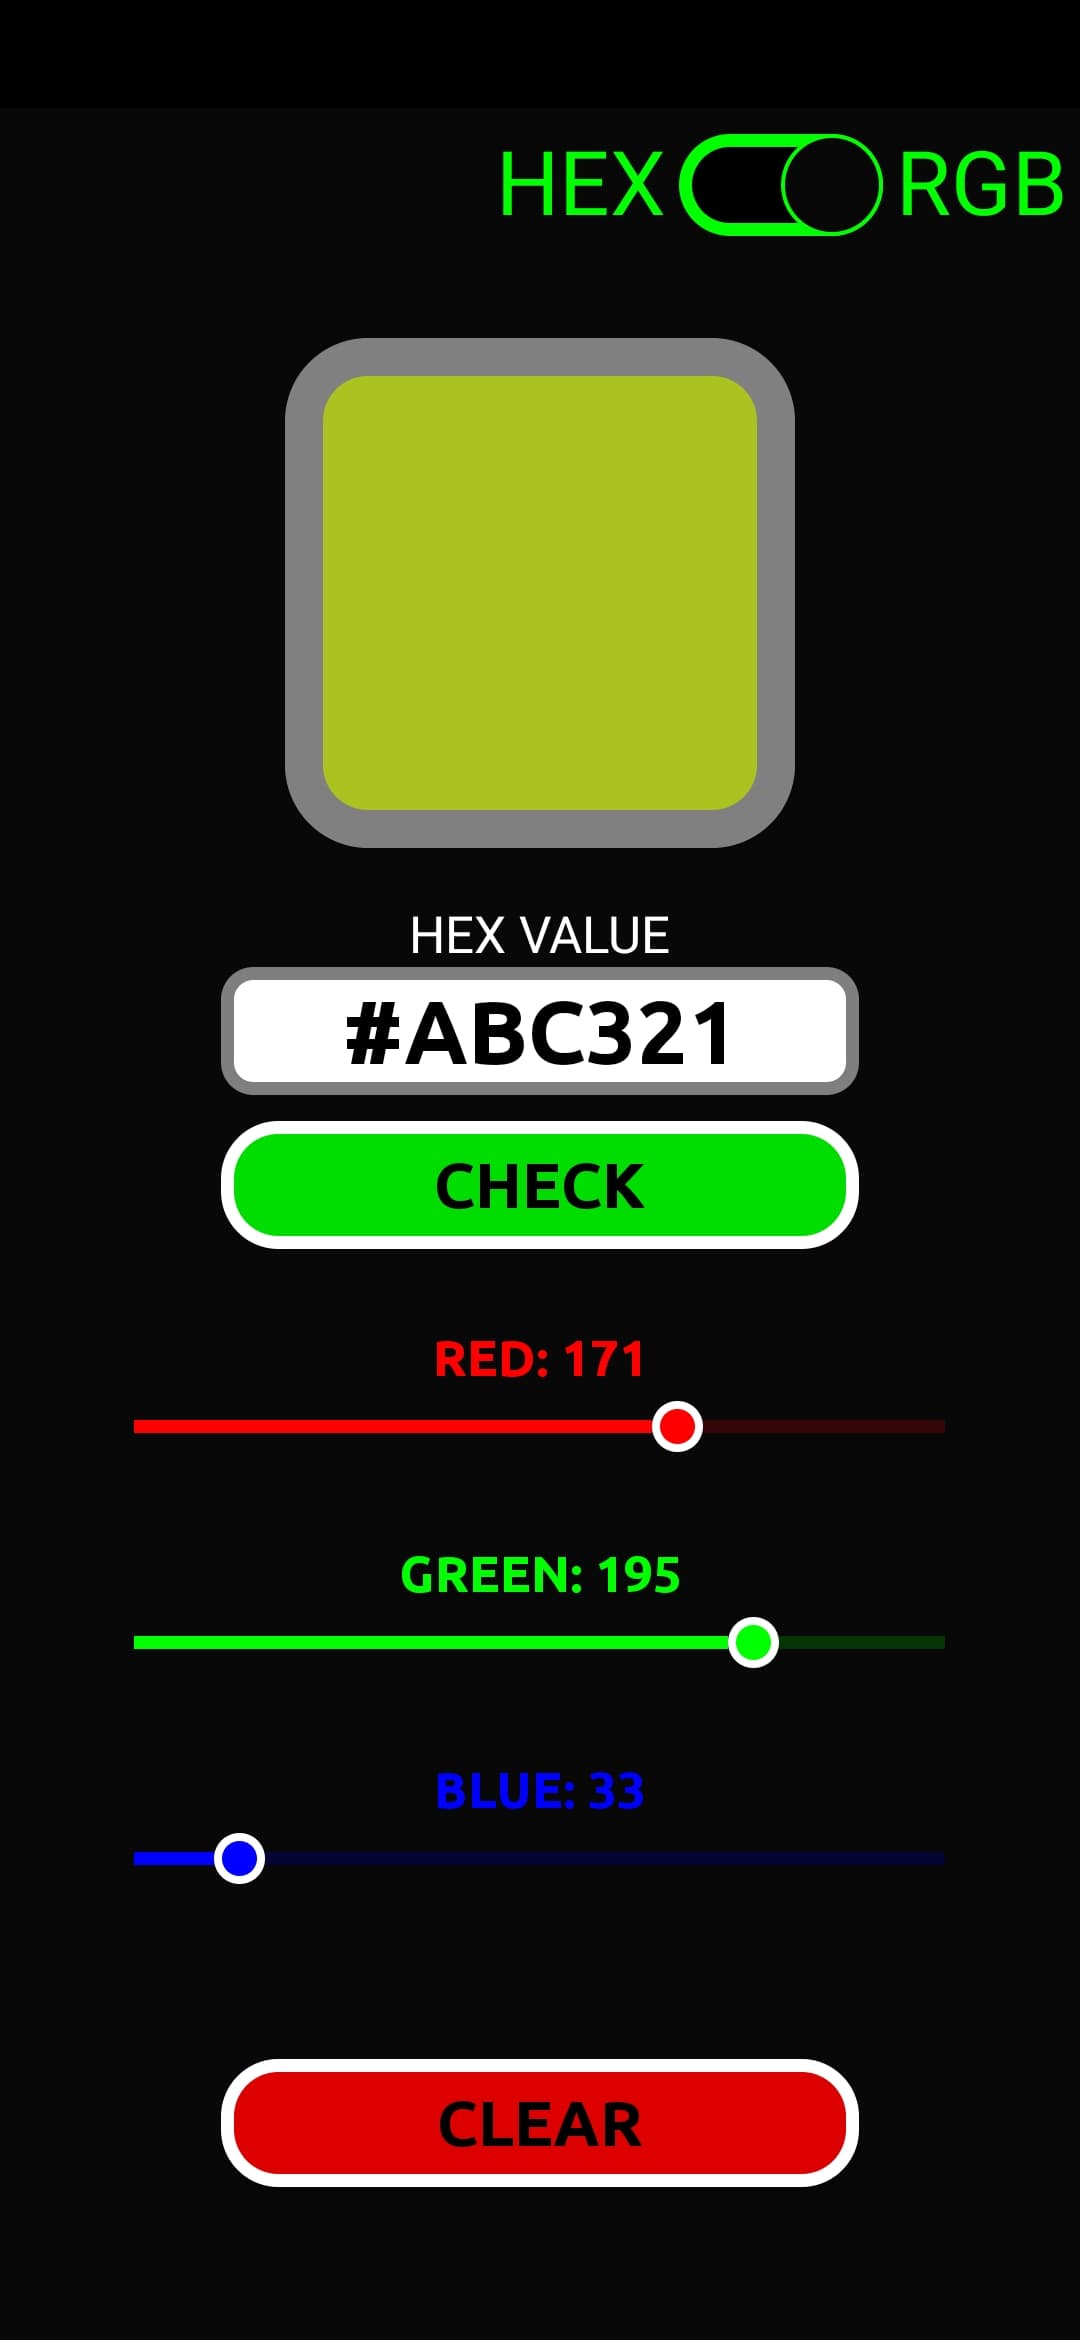 HEX RGB
HEX VALUE
#ABC321
CHECK
RED: 171
GREEN: 195
BLUE: 33
CLEAR